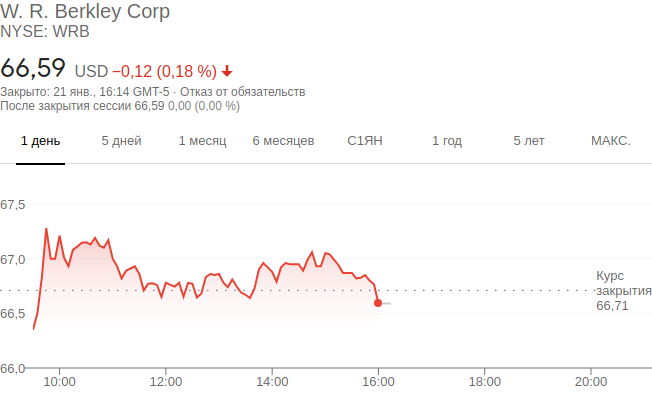 W. R. Berkley Corp
NYSE: WRB
66,59 USD −0,12 (0,18 %)
Закрыто: 21 янв., 16:14 GMT-5 · Отказ от обязательств
После закрытия сессии 66,59 0,00 (0,00 %)
1 день 5 дней 1 месяц 6 месяцев С1ЯН 1 год 5 лет МАКС.
67,5
67,0
Курс
закрытия
66,71
66,5
66,0
10:00 12:00 14:00 16:00 18:00 20:00